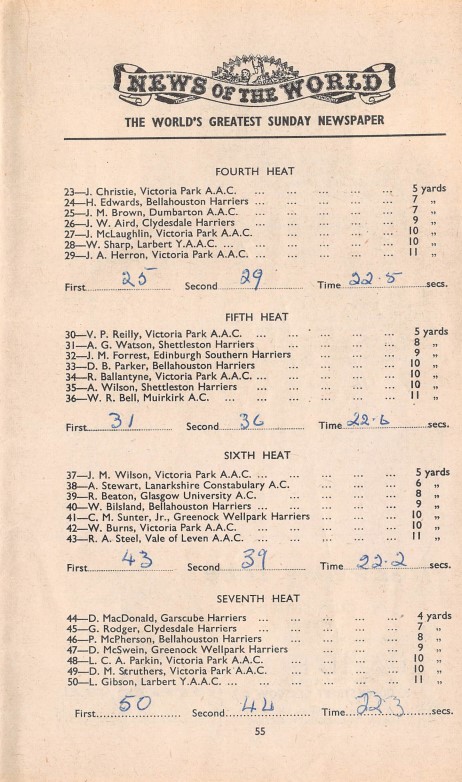 NEWS OF THE WORLD
THE WORLD'S GREATEST SUNDAY NEWSPAPER
FOURTH HEAT
23—J. Christie, Victoria Park A.A.C. ... ... ... ... ... 5 yards
24—H. Edwards, Bellahouston Harriers ... ... ... ... ... 7 „
25—J. M. Brown, Dumbarton A.A.C. ... ... ... ... ... 7 „
26—J. W. Aird, Clydesdale Harriers ... ... ... ... ... 9 „
27—J. McLaughlin, Victoria Park A.A.C. ... ... ... ... 10 „
28—W. Sharp, Larbert Y.A.A.C. ... ... ... ... ... 10 „
29—J. A. Herron, Victoria Park A.A.C. ... ... ... ... 11 „
First 25 Second 29 Time 22.5 secs.
FIFTH HEAT
30—V. P. Reilly, Victoria Park A.A.C. ... ... ... ... ... 5 yards
31—A. G. Watson, Shettleston Harriers ... ... ... ... 8 „
32—J. M. Forrest, Edinburgh Southern Harriers ... ... ... 9 „
33—D. B. Parker, Bellahouston Harriers ... ... ... ... 10 „
34—R. Ballantyne, Victoria Park A.A.C. ... ... ... ... ... 10 „
35—A. Wilson, Shettleston Harriers ... ... ... ... ... 10 „
36—W. R. Bell, Muirkirk A.C. ... ... ... ... ... ... 11 „
First 31 Second 36 Time 22.6 secs.
SIXTH HEAT
37—J. M. Wilson, Victoria Park A.A.C. ... ... ... ... ... 5 yards
38—A. Stewart, Lanarkshire Constabulary A.C. ... ... ... 6 „
39—R. Beaton, Glasgow University A.C. ... ... ... ... 8 „
40—W. Bilsland, Bellahouston Harriers ... ... ... ... ... 9 „
41—C. M. Sunter, Jr., Greenock Wellpark Harriers ... ... ... 10 „
42—W. Burns, Victoria Park A.A.C. ... ... ... ... ... 10 „
43—R. A. Steel, Vale of Leven A.A.C. ... ... ... ... ... 11 „
First 43 Second 39 Time 22.2 secs.
SEVENTH HEAT
44—D. MacDonald, Garscube Harriers ... ... ... ... ... 4 yards
45—G. Rodger, Clydesdale Harriers ... ... ... ... ... 7 „
46—P. McPherson, Bellahouston Harriers ... ... ... ... 8 „
47—D. McSwein, Greenock Wellpark Harriers ... ... ... 9 „
48—L. C. A. Parkin, Victoria Park A.A.C. ... ... ... ... 10 „
49—D. M. Struthers, Victoria Park A.A.C. ... ... ... ... 10 „
50—L. Gibson, Larbert Y.A.A.C. ... ... ... ... ... ... 11 „
First 50 Second 44 Time 22.3 secs.
55